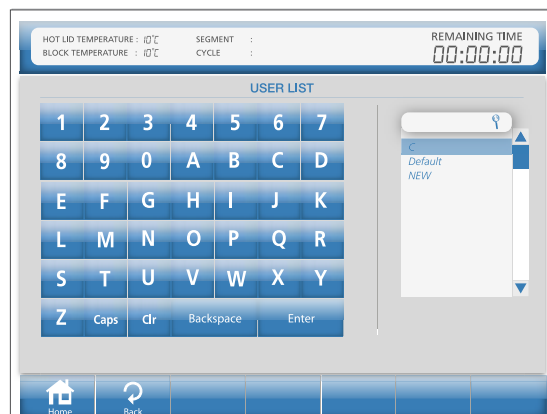 HOT LID TEMPERATURE : 10°C SEGMENT :
REMAINING TIME
BLOCK TEMPERATURE : 10°C CYCLE :
00:00:00
USER LIST
1 2 3 4 5 6 7
8 9 0 A B C D
E F G H I J K
L M N O P Q R
S T U V W X Y
Z Caps Clr Backspace Enter
C
Default
NEW
Home Back